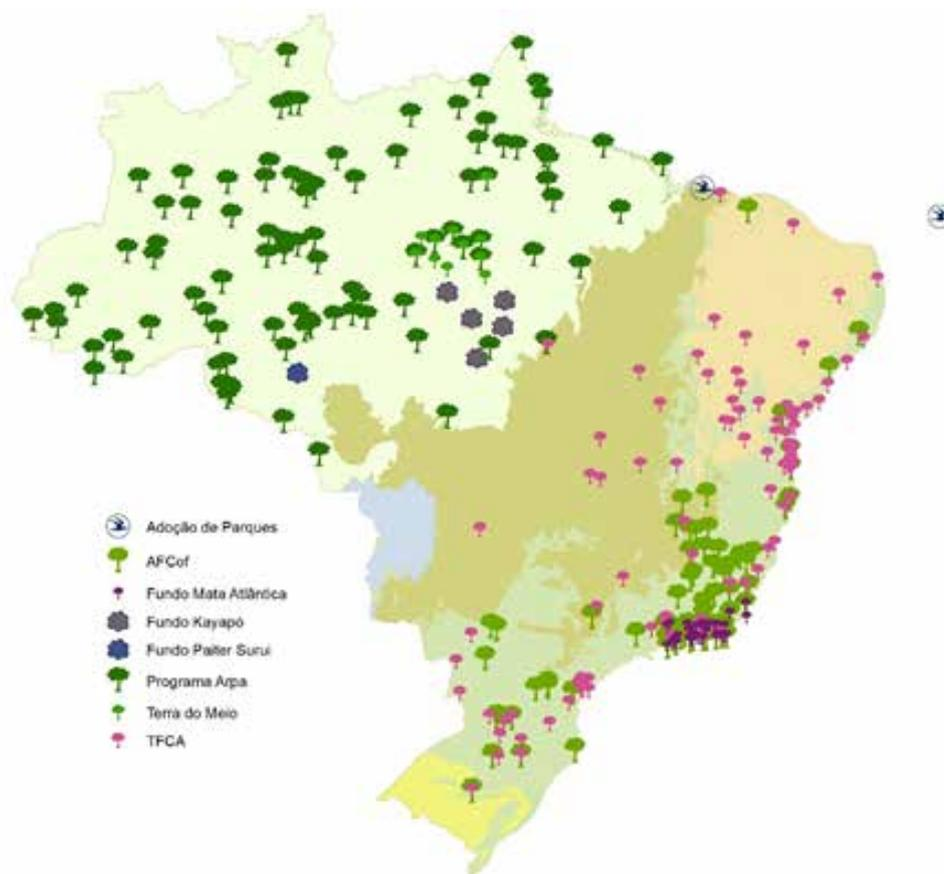 Adoção de Parques
AFCof
Fundo Mata Atlântica
Fundo Kayapó
Fundo Paiter Surui
Programa Arpa
Terra do Meio
TFCA